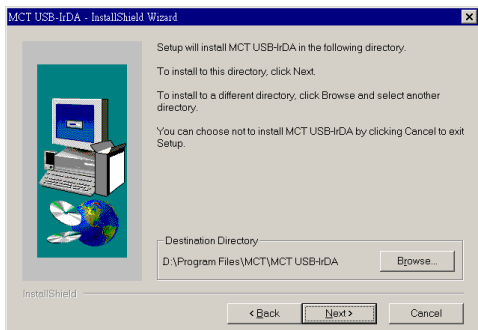 MCT USB-IrDA - InstallShield Wizard
Setup will install MCT USB-IrDA in the following directory.
To install to this directory, click Next.
To install to a different directory, click Browse and select another
directory.
You can choose not to install MCT USB-IrDA by clicking Cancel to exit
Setup.
Destination Directory
D:\Program Files\MCT\MCT USB-IrDA
Browse...
InstallShield
< Back
Next >
Cancel